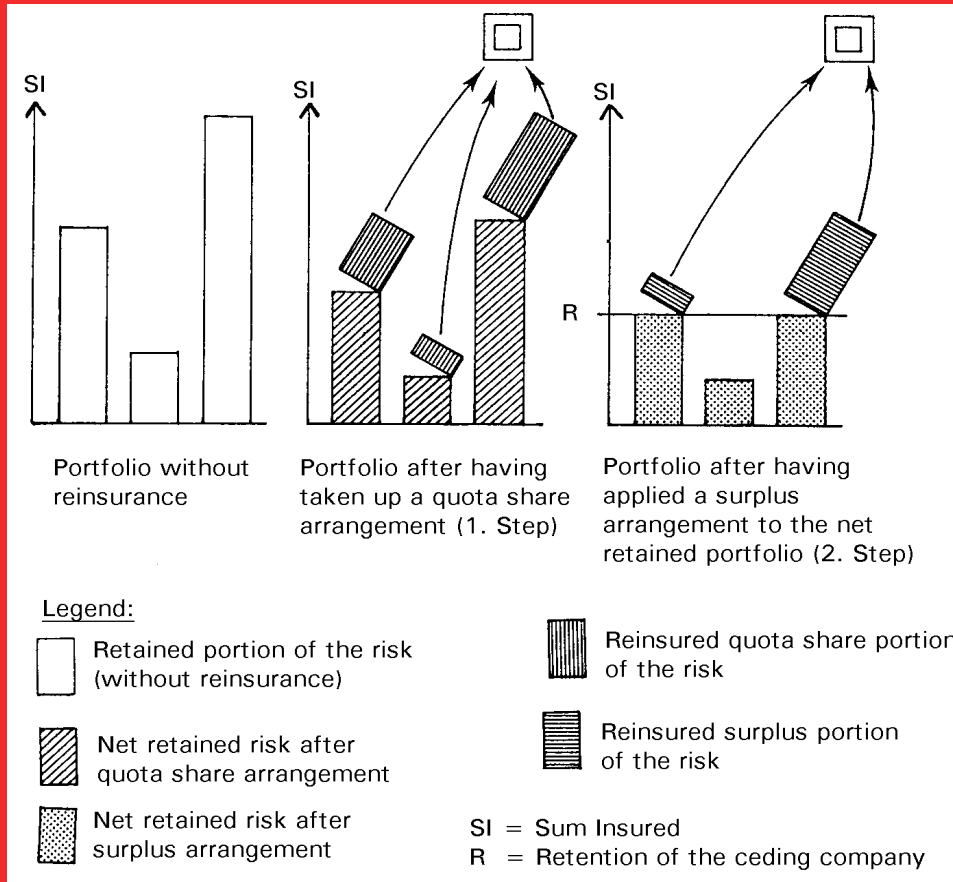 SI
SI
SI
R
Portfolio without
reinsurance
Portfolio after having
taken up a quota share
arrangement (1. Step)
Portfolio after having
applied a surplus
arrangement to the net
retained portfolio (2. Step)
Legend:
Retained portion of the risk
(without reinsurance)
Net retained risk after
quota share arrangement
Net retained risk after
surplus arrangement
Reinsured quota share portion
of the risk
Reinsured surplus portion
of the risk
SI = Sum Insured
R = Retention of the ceding company